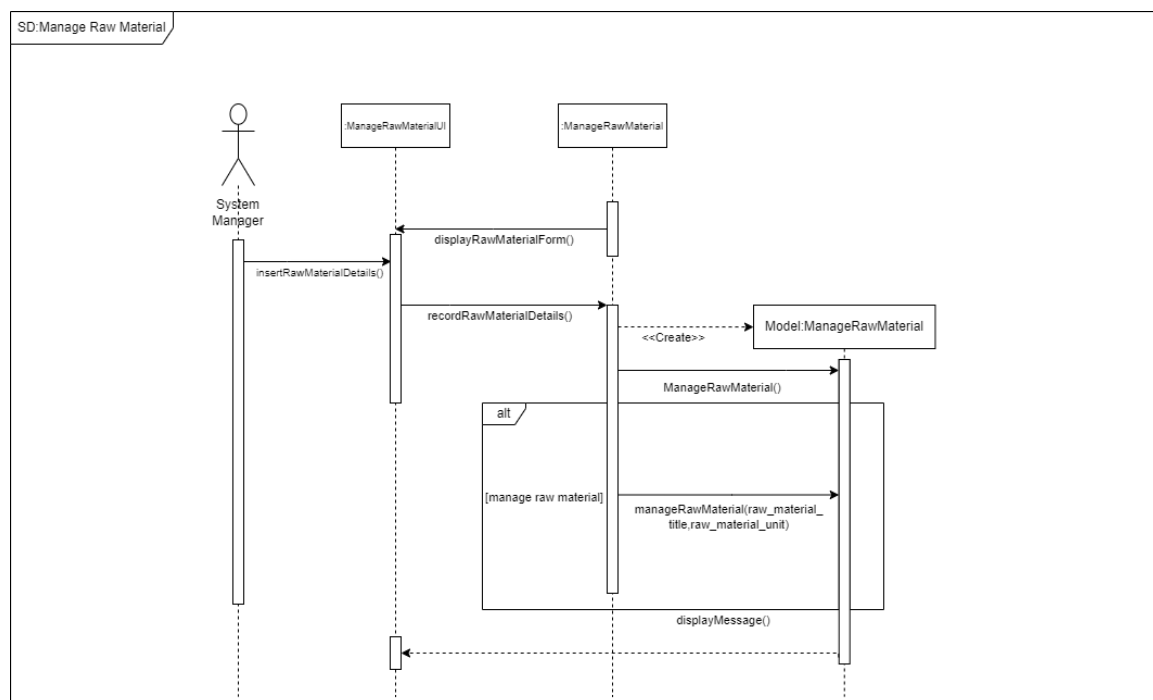 SD:Manage Raw Material
:ManageRawMaterialUI
:ManageRawMaterial
System
Manager
displayRawMaterialForm()
insertRawMaterialDetails()
recordRawMaterialDetails()
Model:ManageRawMaterial
<<Create>>
ManageRawMaterial()
alt
[manage raw material]
manageRawMaterial(raw_material_
title,raw_material_unit)
displayMessage()